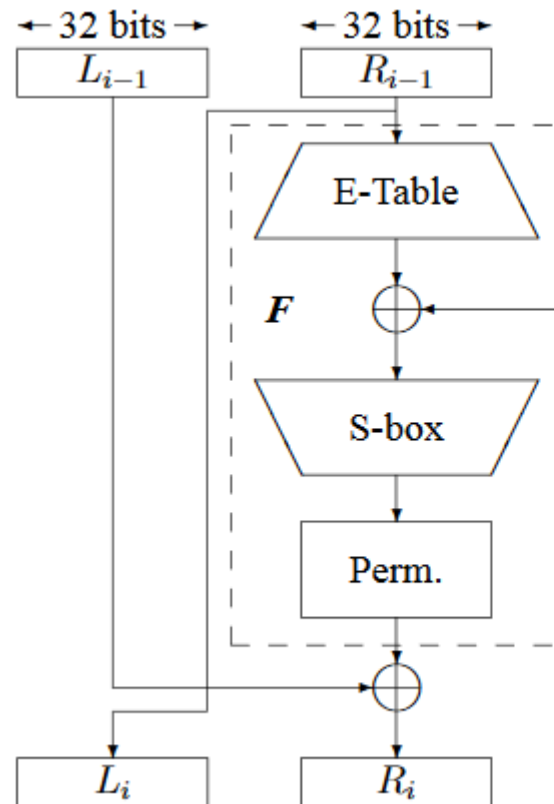 32 bits 32 bits
L_{i-1} R_{i-1}
E-Table
F
S-box
Perm.
L_i R_i